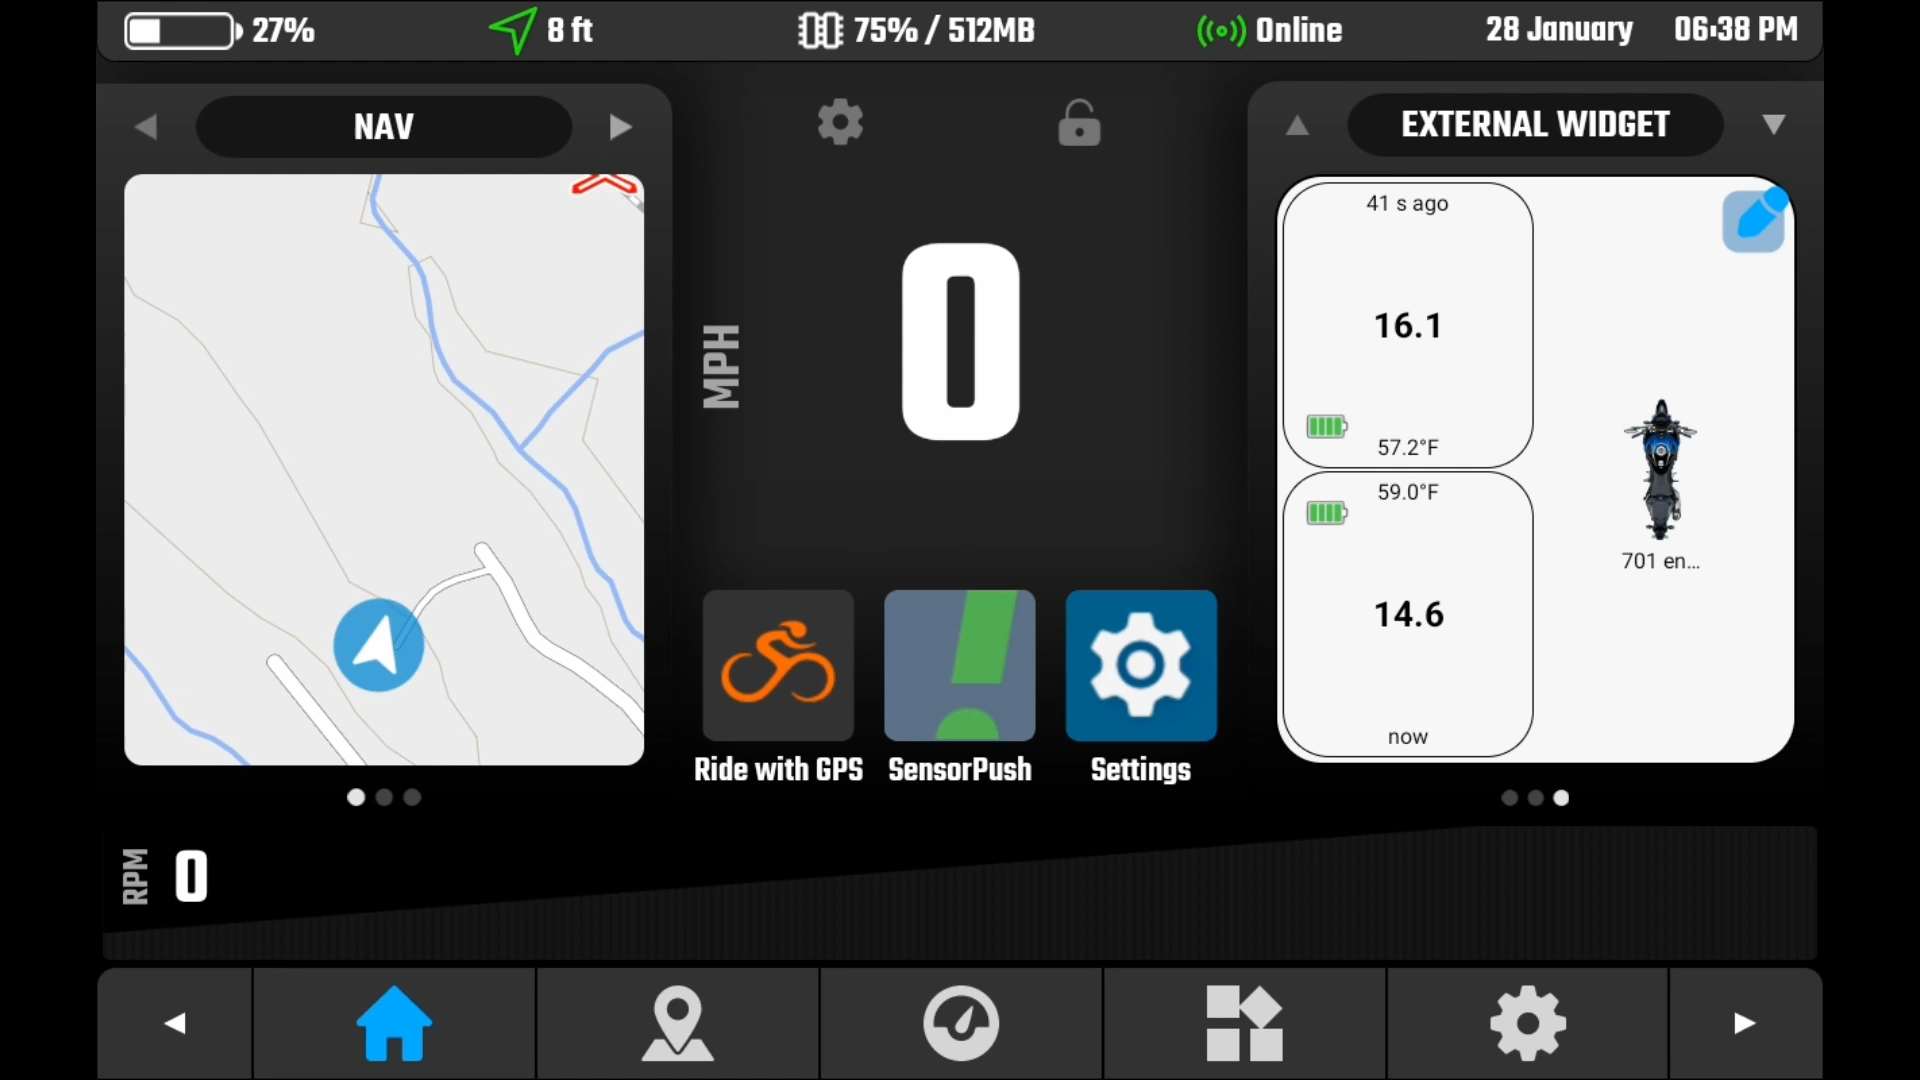 27%
8 ft
75% / 512MB
Online
28 January
06:38 PM
NAV
EXTERNAL WIDGET
41 s ago
16.1
57.2°F
59.0°F
14.6
now
701 en...
MPH
0
Ride with GPS
SensorPush
Settings
RPM
0